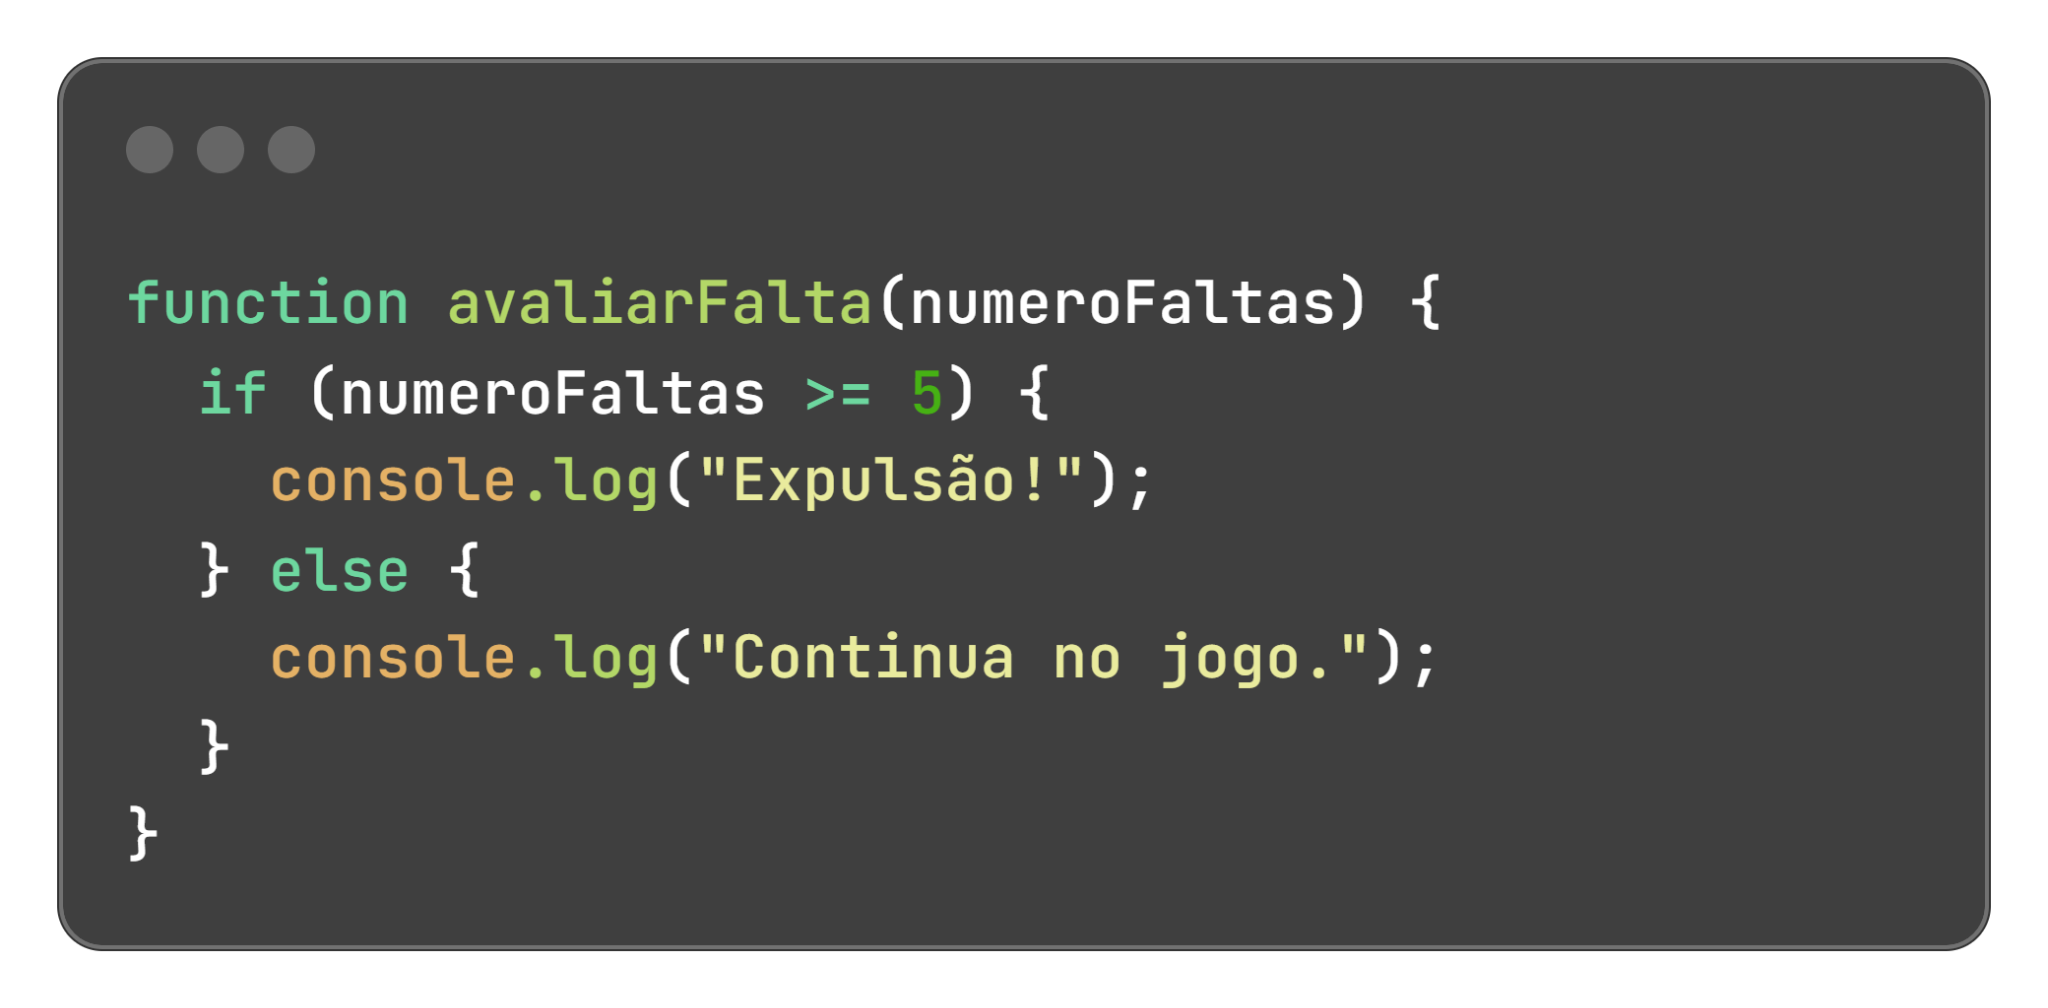 function avaliarFalta(numeroFaltas) {
  if (numeroFaltas >= 5) {
    console.log("Expulsão!");
  } else {
    console.log("Continua no jogo.");
  }
}